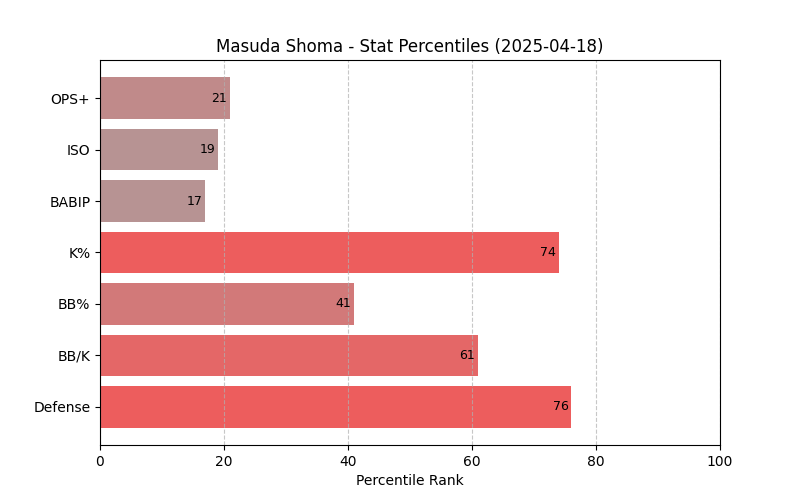 Masuda Shoma - Stat Percentiles (2025-04-18)
OPS+ 21
ISO 19
BABIP 17
K% 74
BB% 41
BB/K 61
Defense 76
0 20 40 60 80 100
Percentile Rank